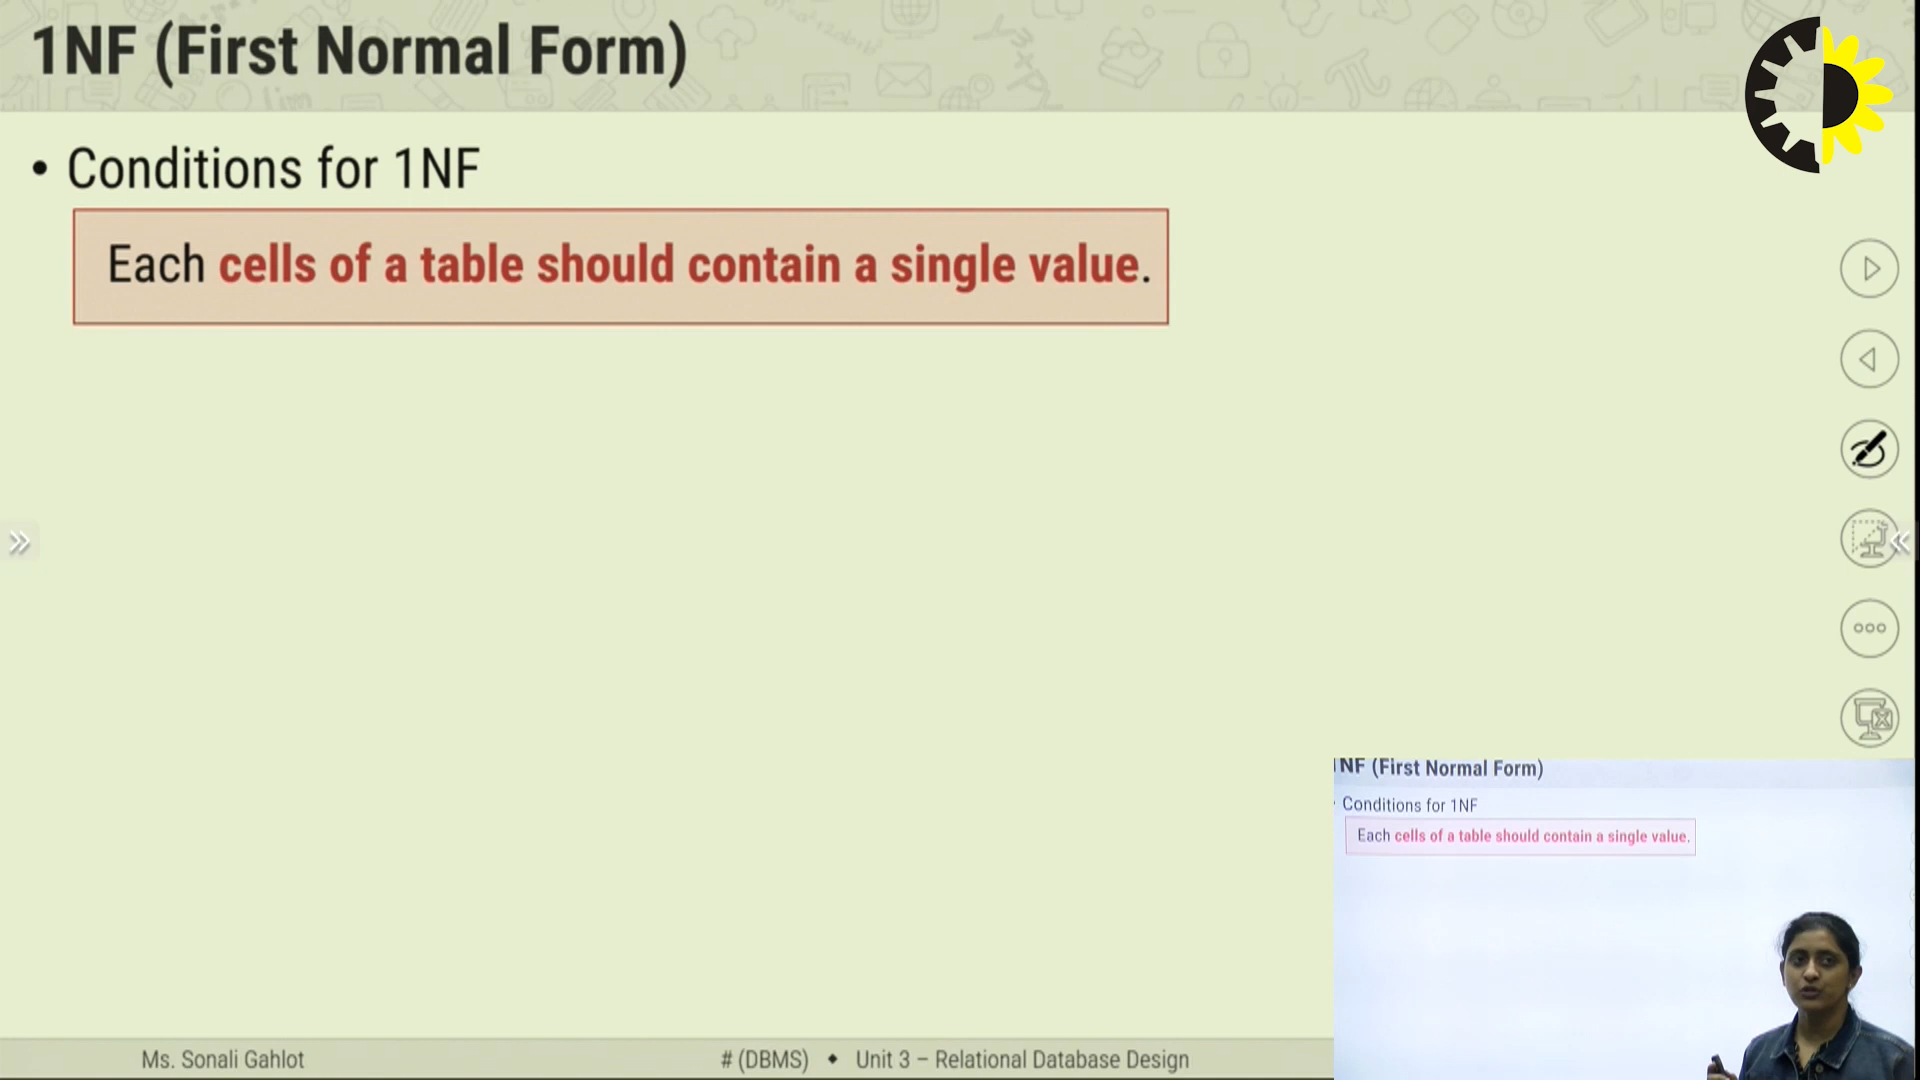 1NF (First Normal Form)
• Conditions for 1NF
Each cells of a table should contain a single value.
NF (First Normal Form)
Conditions for 1NF
Each cells of a table should contain a single value.
Ms. Sonali Gahlot
# (DBMS) ◆ Unit 3 – Relational Database Design